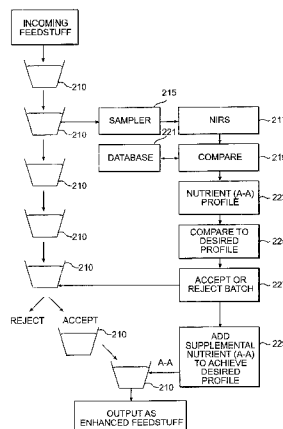 INCOMING
FEEDSTUFF
210
215
210
SAMPLER
NIRS
221
DATABASE
COMPARE
210
NUTRIENT (A-A)
PROFILE
210
COMPARE TO
DESIRED
PROFILE
210
ACCEPT OR
REJECT BATCH
REJECT
ACCEPT
210
ADD
SUPPLEMENTAL
NUTRIENT (A-A)
TO ACHIEVE
DESIRED
PROFILE
A-A
210
OUTPUT AS
ENHANCED FEEDSTUFF